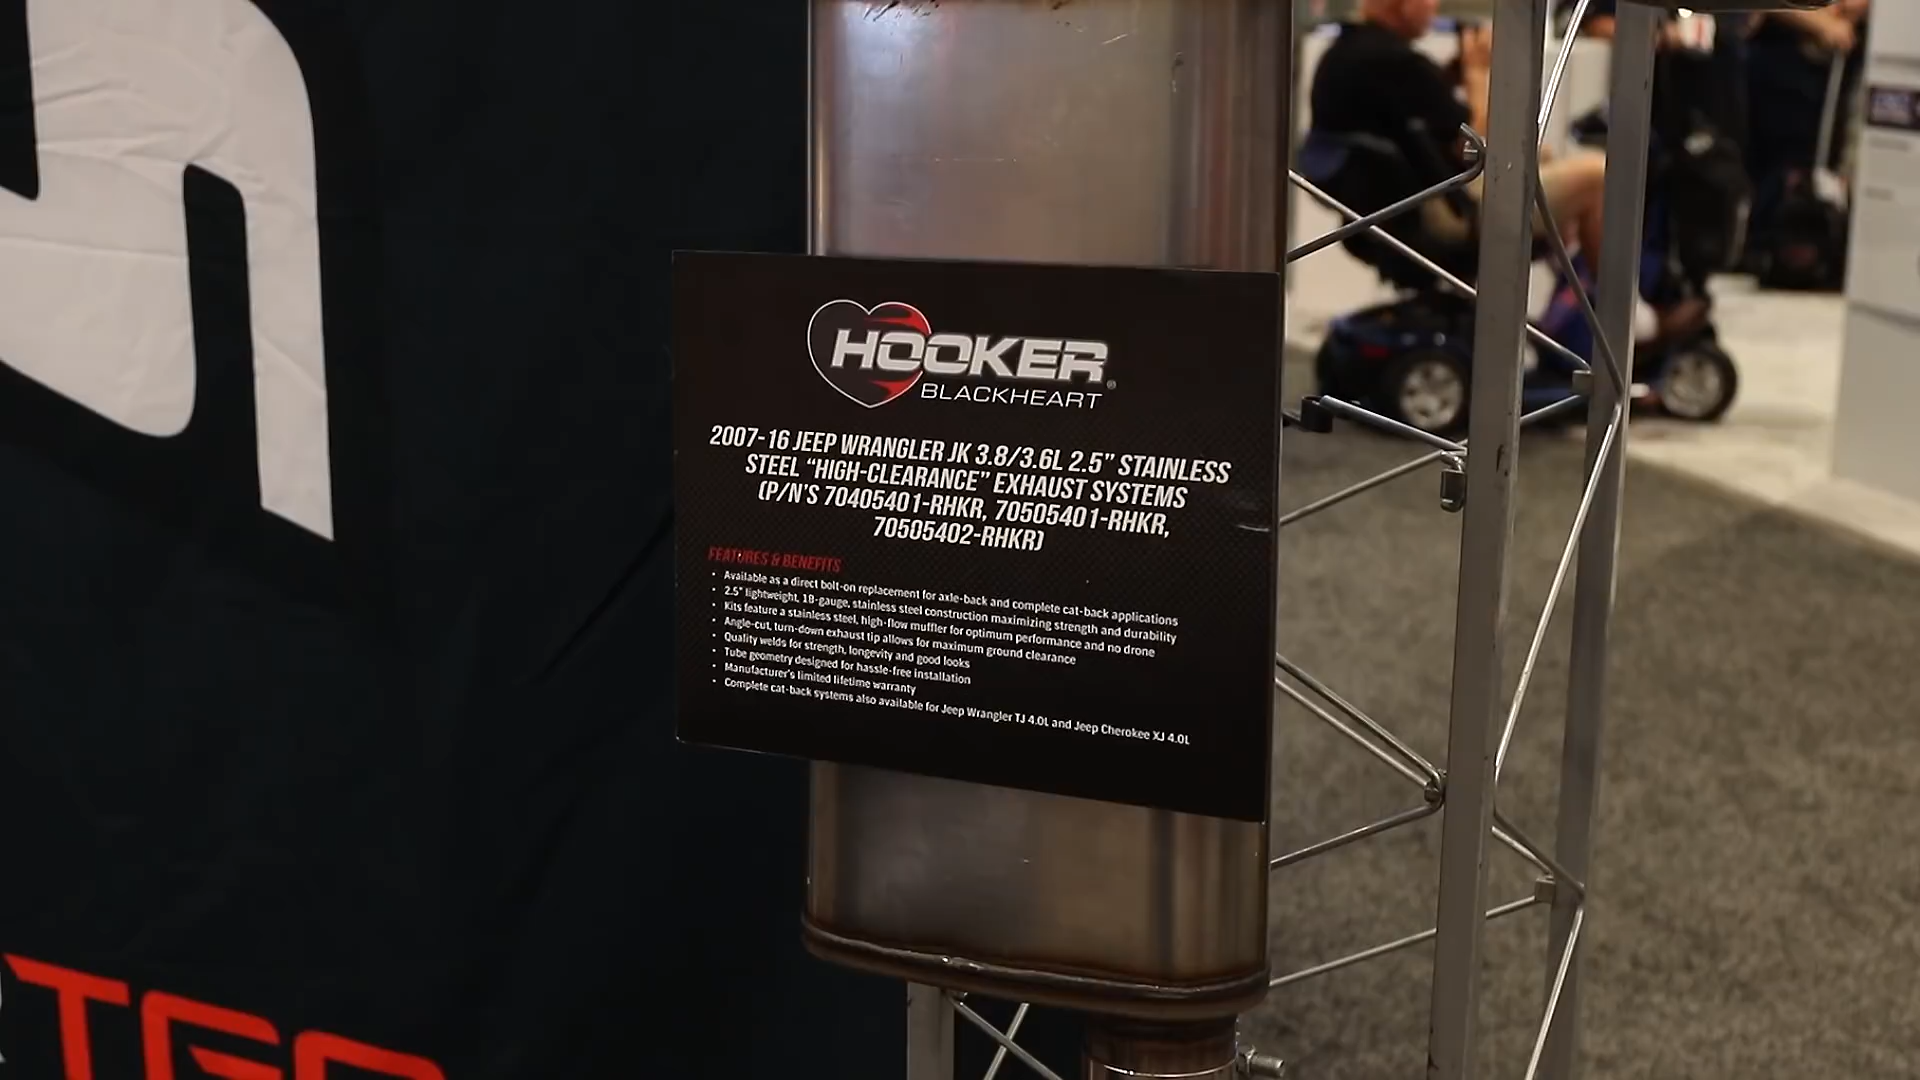 HOOKER®
BLACKHEART
2007-16 JEEP WRANGLER JK 3.8/3.6L 2.5” STAINLESS
STEEL “HIGH-CLEARANCE” EXHAUST SYSTEMS
(P/N'S 70405401-RHKR, 70505401-RHKR,
70505402-RHKR)
FEATURES & BENEFITS
• Available as a direct bolt-on replacement for axle-back and complete cat-back applications
• 2.5" lightweight, 18-gauge, stainless steel construction maximizing strength and durability
• Kits feature a stainless steel, high-flow muffler for optimum performance and no drone
• Angle-cut, turn-down exhaust tip allows for maximum ground clearance
• Quality welds for strength, longevity and good looks
• Tube geometry designed for hassle-free installation
• Manufacturer's limited lifetime warranty
• Complete cat-back systems also available for Jeep Wrangler TJ 4.0L and Jeep Cherokee XJ 4.0L